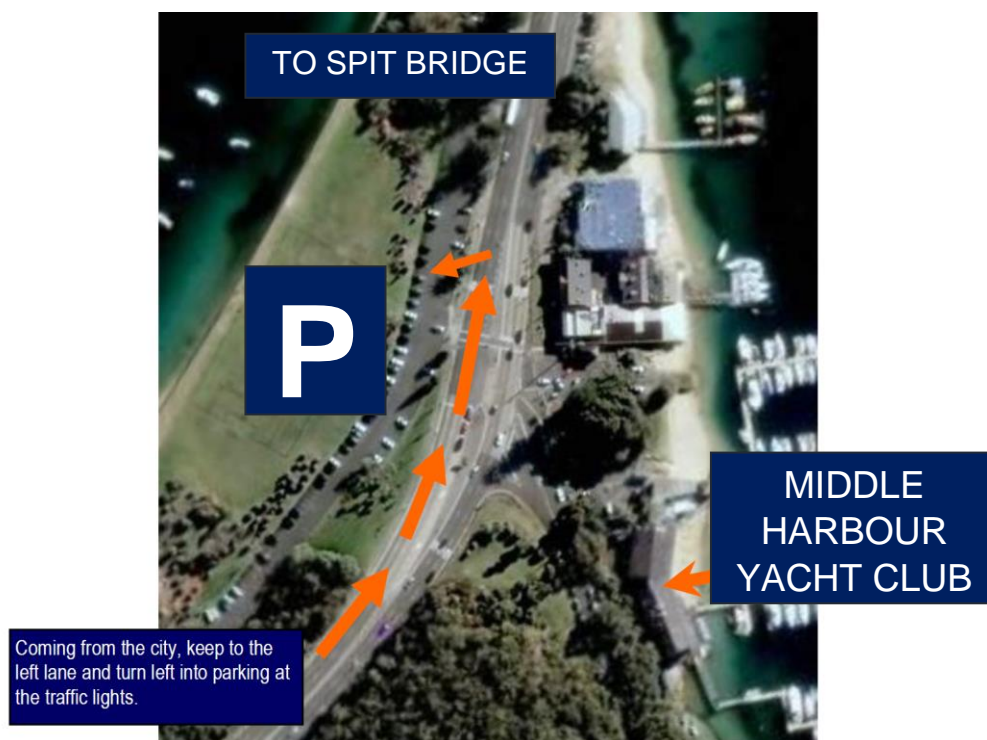 TO SPIT BRIDGE
P
MIDDLE
HARBOUR
YACHT CLUB
Coming from the city, keep to the
left lane and turn left into parking at
the traffic lights.